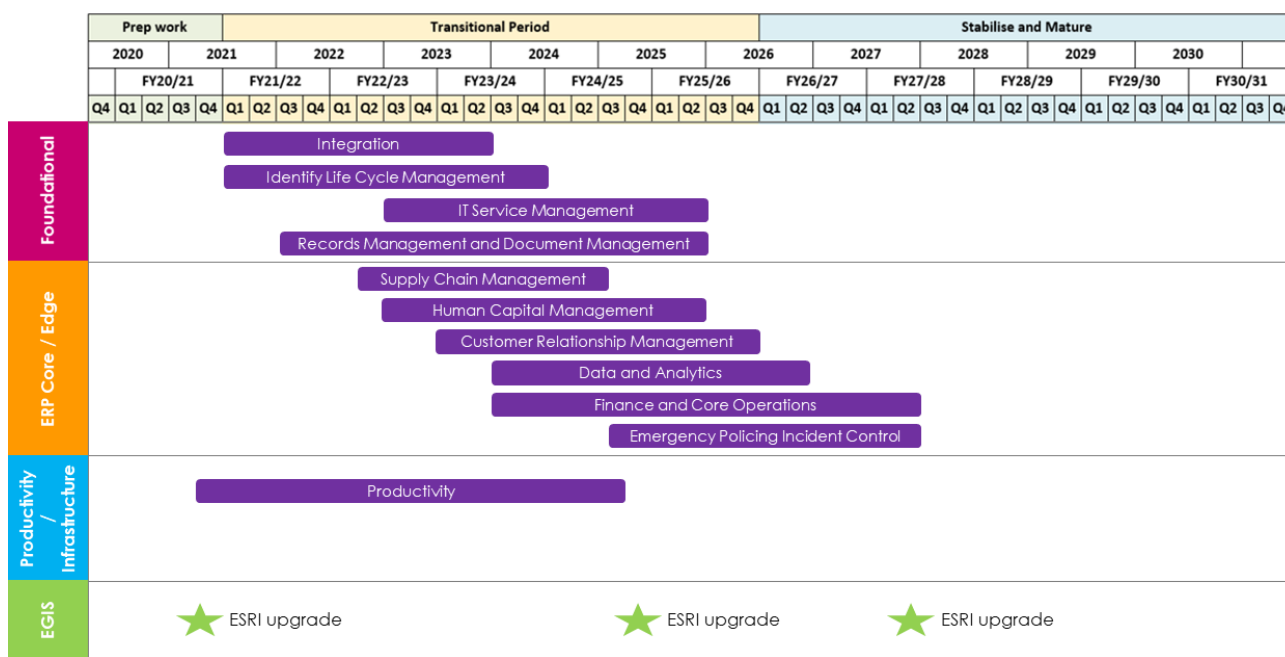 Prep work Transitional Period Stabilise and Mature
2020 2021 2022 2023 2024 2025 2026 2027 2028 2029 2030
FY20/21 FY21/22 FY22/23 FY23/24 FY24/25 FY25/26 FY26/27 FY27/28 FY28/29 FY29/30 FY30/31
Q4 Q1 Q2 Q3 Q4 Q1 Q2 Q3 Q4 Q1 Q2 Q3 Q4 Q1 Q2 Q3 Q4 Q1 Q2 Q3 Q4 Q1 Q2 Q3 Q4 Q1 Q2 Q3 Q4 Q1 Q2 Q3 Q4 Q1 Q2 Q3 Q4 Q1 Q2 Q3 Q4 Q1 Q2 Q3 Q4
Foundational
Integration
Identify Life Cycle Management
IT Service Management
Records Management and Document Management
ERP Core / Edge
Supply Chain Management
Human Capital Management
Customer Relationship Management
Data and Analytics
Finance and Core Operations
Emergency Policing Incident Control
Productivity
/
Infrastructure
Productivity
EGIS
ESRI upgrade ESRI upgrade ESRI upgrade